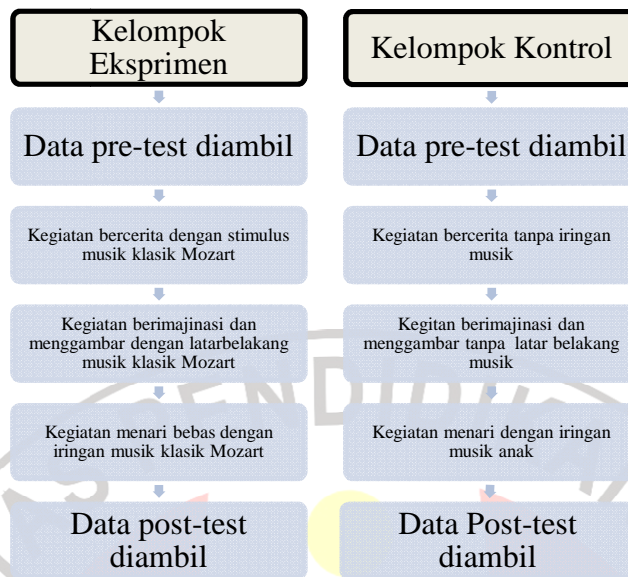 Kelompok
Eksprimen
Data pre-test diambil
Kegiatan bercerita dengan stimulus
musik klasik Mozart
Kegiatan berimajinasi dan
menggambar dengan latarbelakang
musik klasik Mozart
Kegiatan menari bebas dengan
iringan musik klasik Mozart
Data post-test
diambil
Kelompok Kontrol
Data pre-test diambil
Kegiatan bercerita tanpa iringan
musik
Kegitan berimajinasi dan
menggambar tanpa latar belakang
musik
Kegiatan menari dengan iringan
musik anak
Data Post-test
diambil